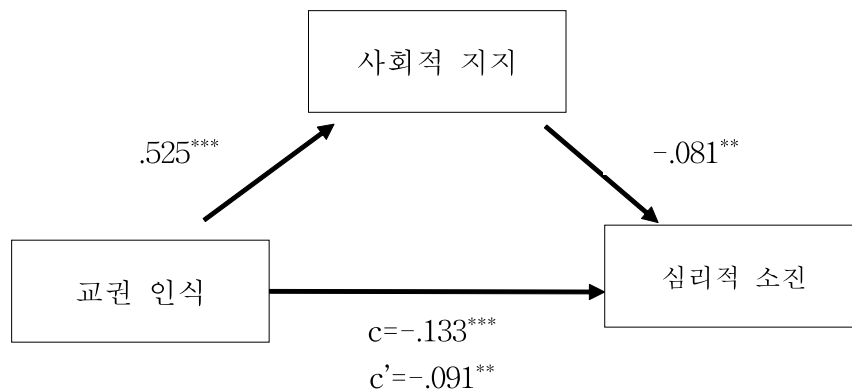 사회적 지지
.525***
-.081**
교권 인식
심리적 소진
c=-.133***
c’=-.091**